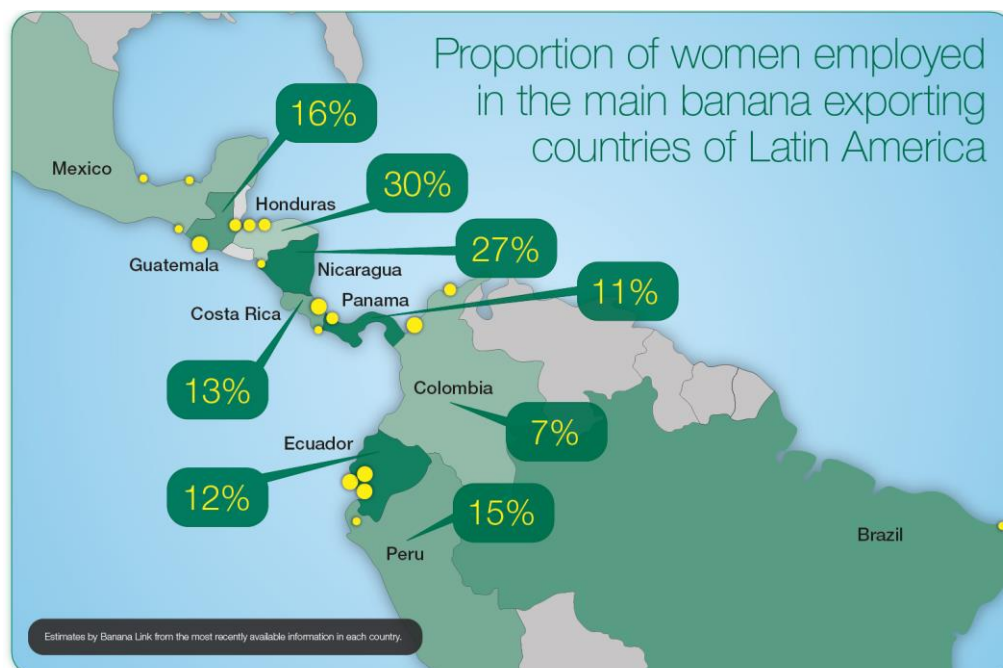 Proportion of women employed
in the main banana exporting
countries of Latin America
16%
Mexico
30%
Honduras
27%
Guatemala
Nicaragua
11%
Costa Rica
Panama
13%
Colombia
7%
Ecuador
12%
15%
Brazil
Peru
Estimates by Banana Link from the most recently available information in each country.